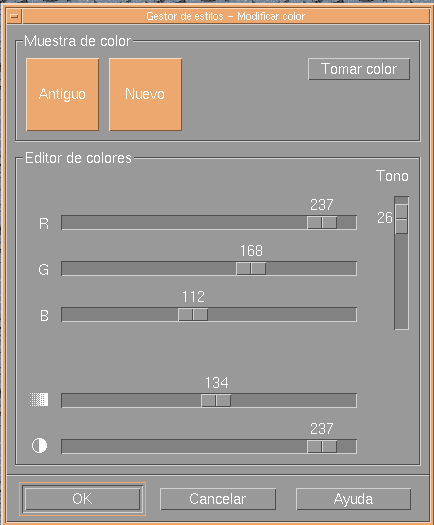 Gestor de estilos – Modificar color
Muestra de color
Antiguo
Nuevo
Tomar color
Editor de colores
Tono
26
R 237
G 168
B 112
134
237
OK
Cancelar
Ayuda